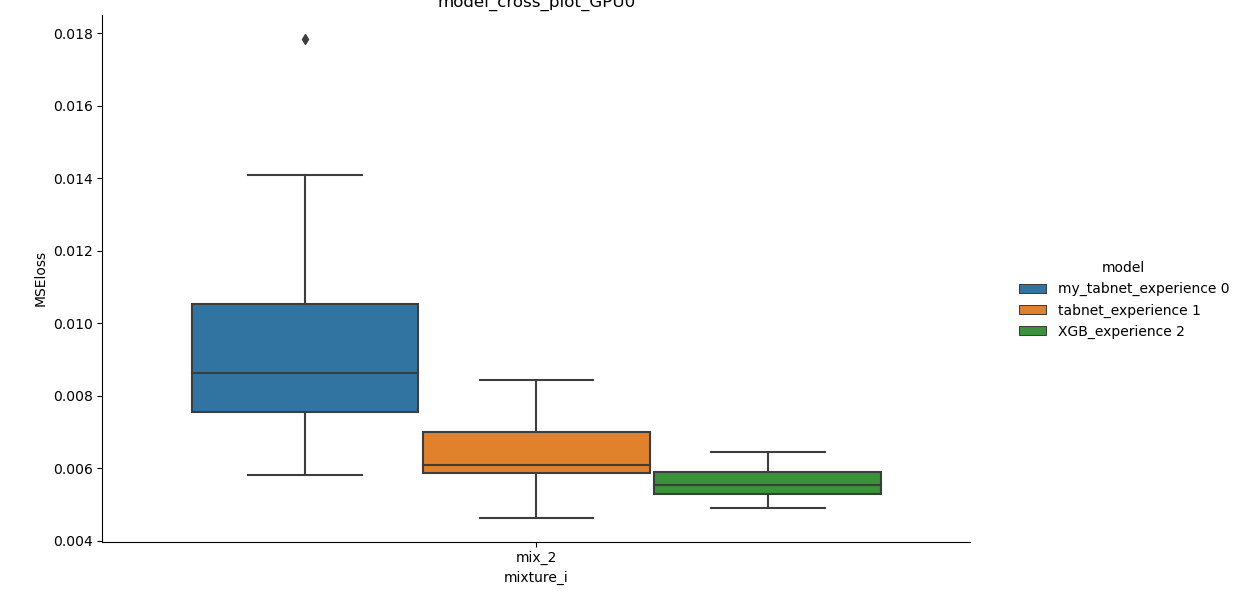 model_cross_plot_GPU0
0.018
0.016
0.014
0.012
0.010
0.008
0.006
0.004
MSEloss
mix_2
mixture_i
model
my_tabnet_experience 0
tabnet_experience 1
XGB_experience 2